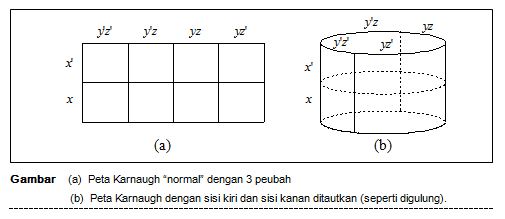 y'z' y'z yz yz'
x'
x
(a)
y'z yz
y'z' yz'
x'
x
(b)
Gambar (a) Peta Karnaugh “normal” dengan 3 peubah
(b) Peta Karnaugh dengan sisi kiri dan sisi kanan ditautkan (seperti digulung).